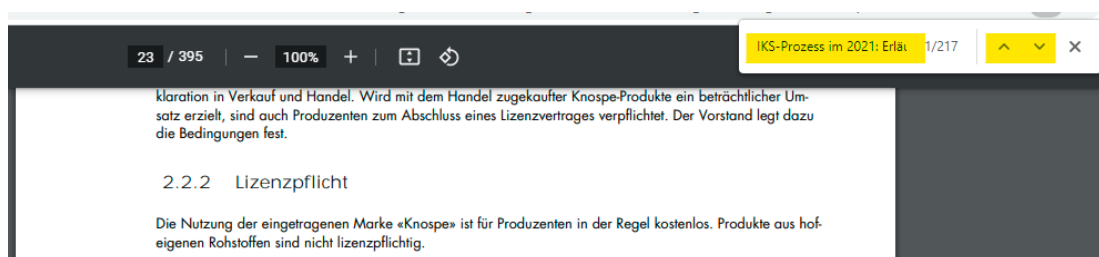 23 / 395
100%
IKS-Prozess im 2021: Erläu
1/217
klaration in Verkauf und Handel. Wird mit dem Handel zugekaufter Knospe-Produkte ein beträchtlicher Um-
satz erzielt, sind auch Produzenten zum Abschluss eines Lizenzvertrages verpflichtet. Der Vorstand legt dazu
die Bedingungen fest.
2.2.2 Lizenzpflicht
Die Nutzung der eingetragenen Marke «Knospe» ist für Produzenten in der Regel kostenlos. Produkte aus hof-
eigenen Rohstoffen sind nicht lizenzpflichtig.